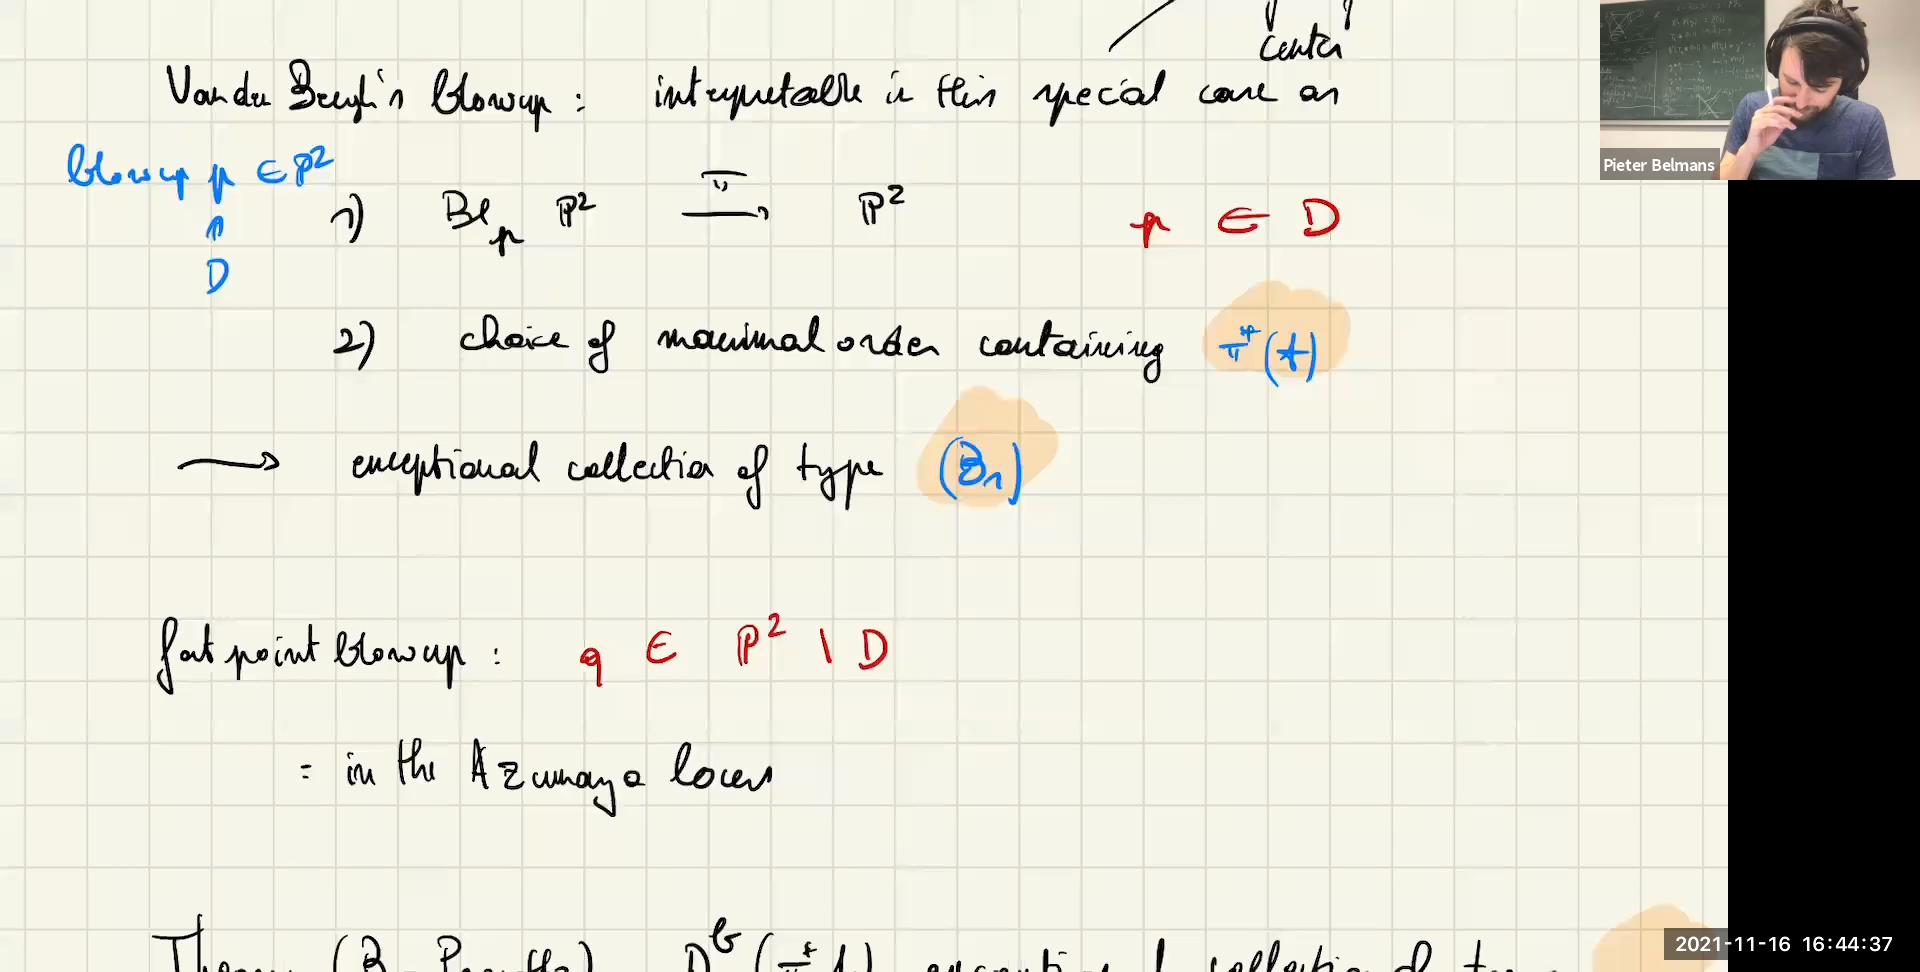 center
Van den Bergh's blowup : interpretable in this special case as
blowup p ∈ P²
1) Bl_p P² →π P² p ∈ D
D
2) choice of maximal order containing π*(A)
→ exceptional collection of type (B₁)
fat point blowup : q ∈ P² \ D
= in the Azumaya locus
Pieter Belmans
2021-11-16 16:44:37